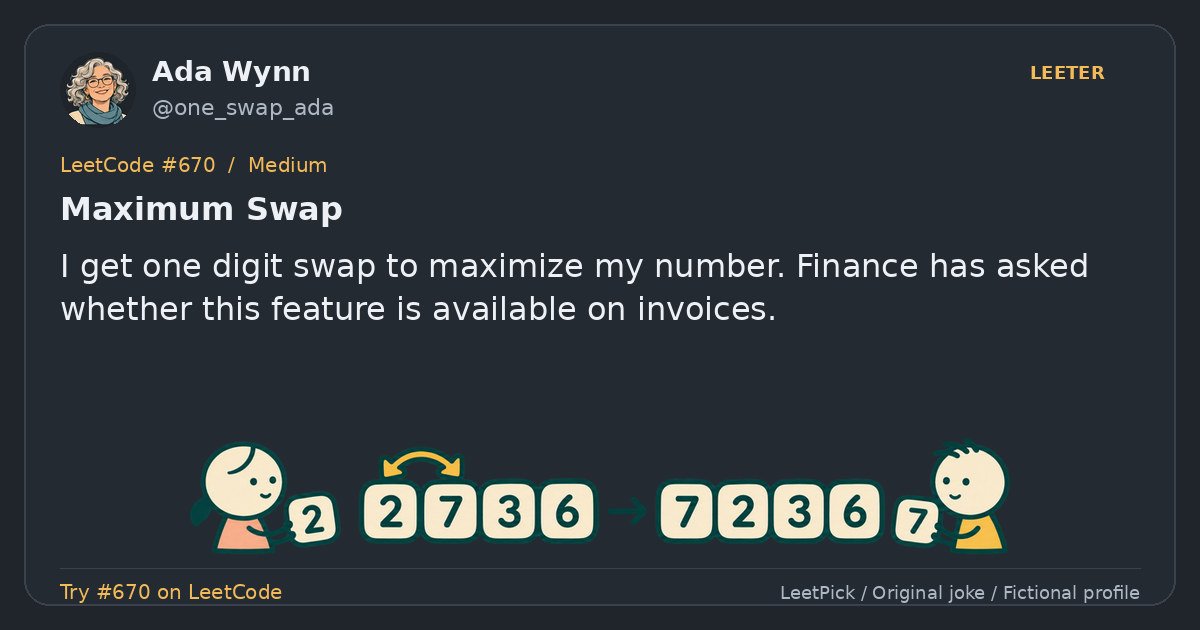 Ada Wynn
@one_swap_ada
LEETER
LeetCode #670 / Medium
Maximum Swap
I get one digit swap to maximize my number. Finance has asked
whether this feature is available on invoices.
2 2 7 3 6 → 7 2 3 6 7
Try #670 on LeetCode
LeetPick / Original joke / Fictional profile